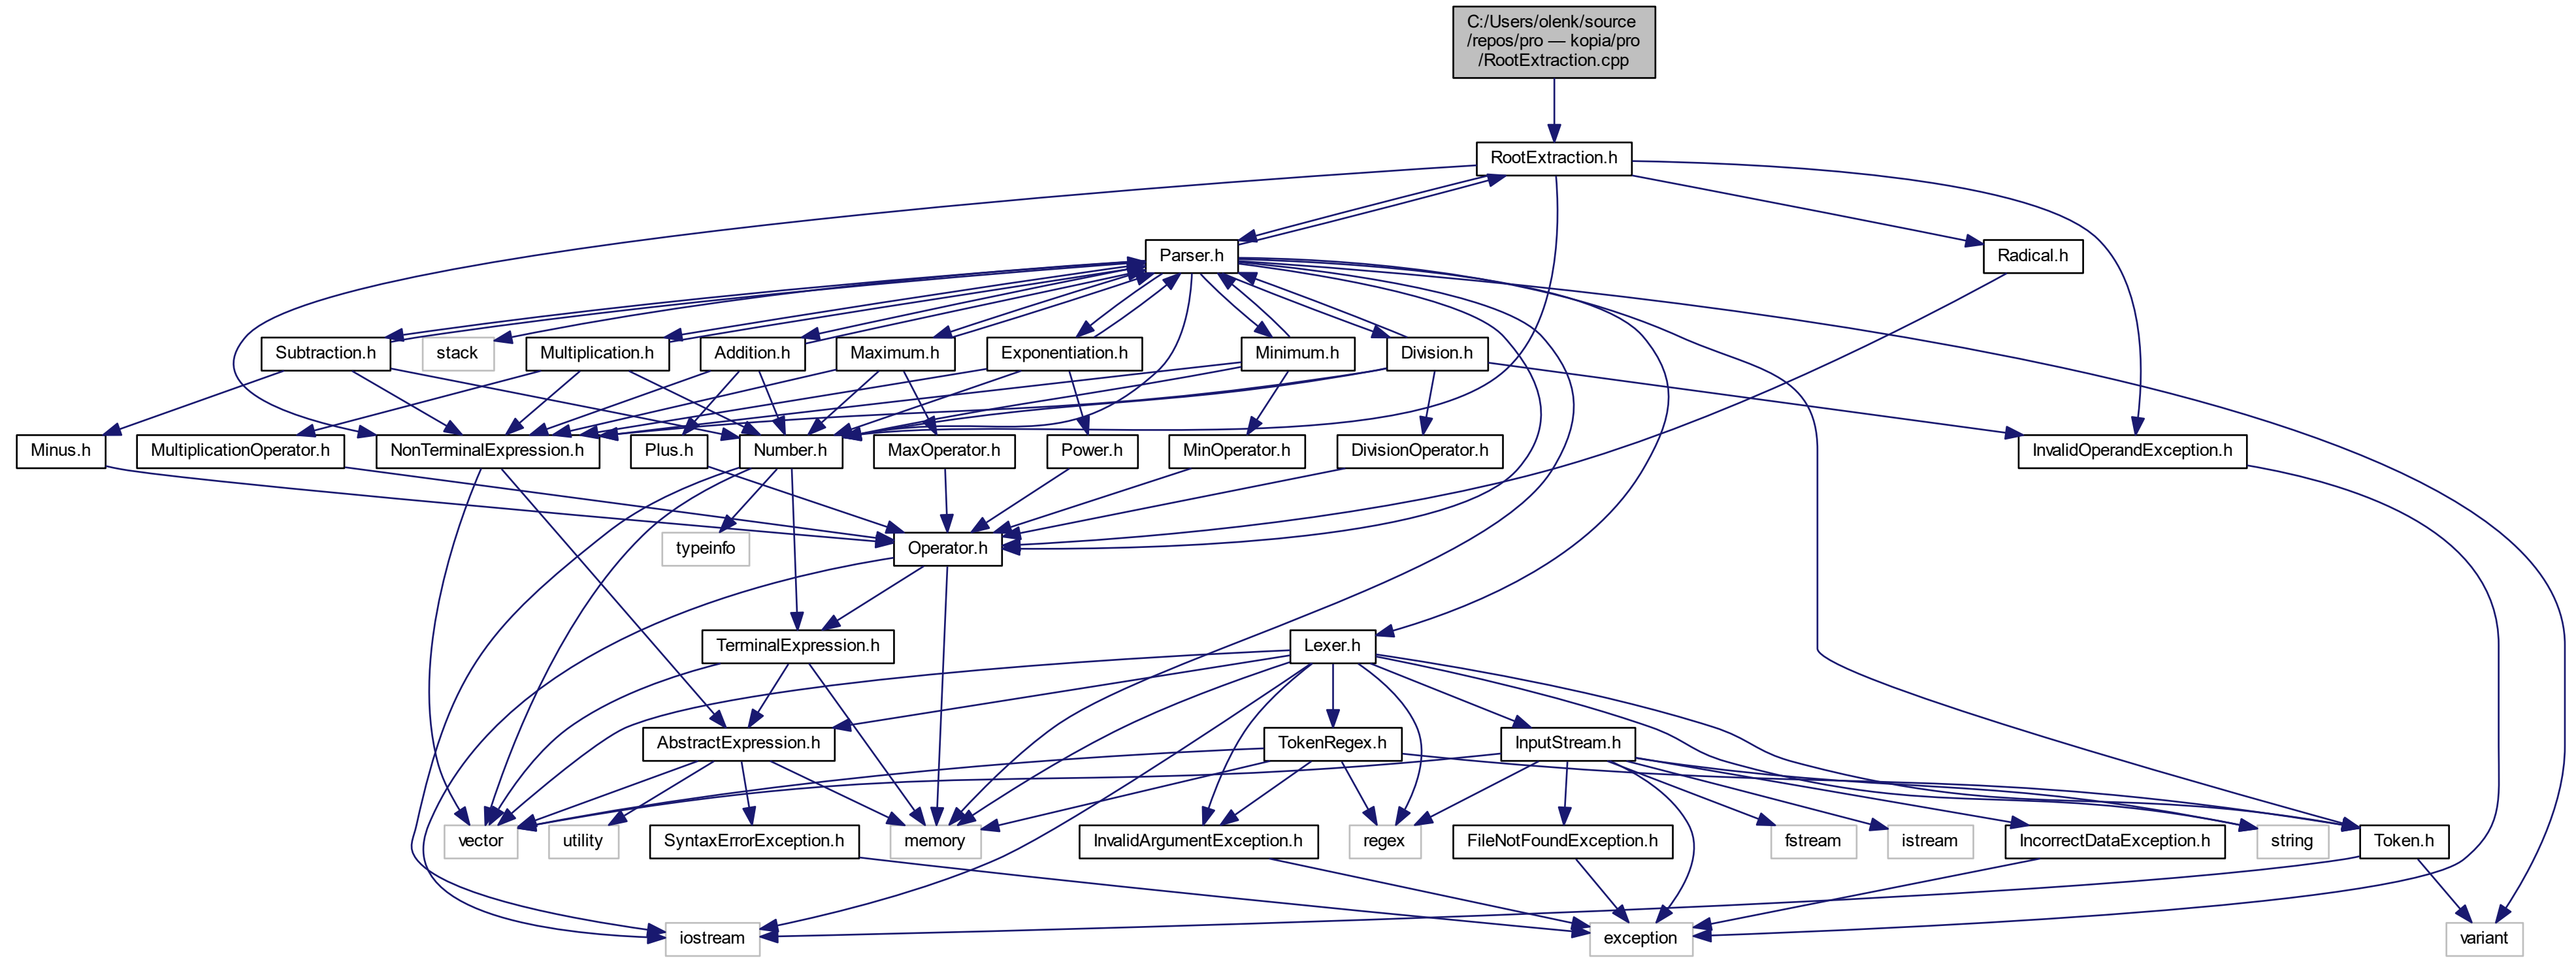 C:/Users/olenk/source
/repos/pro — kopia/pro
/RootExtraction.cpp
RootExtraction.h
Parser.h
Radical.h
Subtraction.h
stack
Multiplication.h
Addition.h
Maximum.h
Exponentiation.h
Minimum.h
Division.h
Minus.h
MultiplicationOperator.h
NonTerminalExpression.h
Plus.h
Number.h
MaxOperator.h
Power.h
MinOperator.h
DivisionOperator.h
InvalidOperandException.h
typeinfo
Operator.h
TerminalExpression.h
Lexer.h
AbstractExpression.h
TokenRegex.h
InputStream.h
vector
utility
SyntaxErrorException.h
memory
InvalidArgumentException.h
regex
FileNotFoundException.h
fstream
istream
IncorrectDataException.h
string
Token.h
iostream
exception
variant